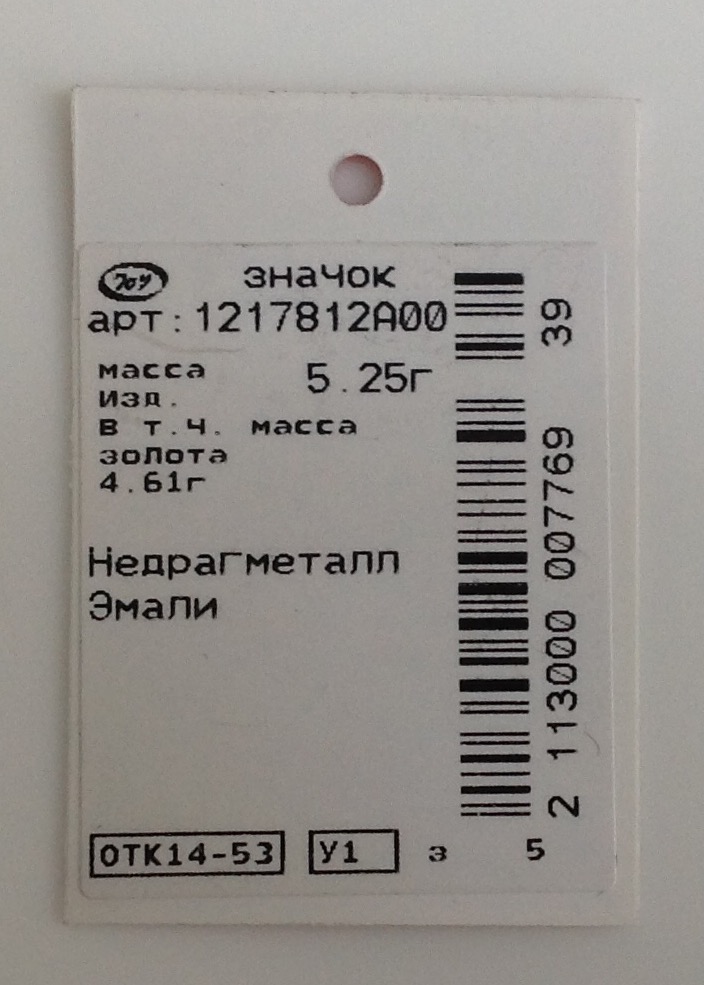 значок
арт:1217812A00
масса 5.25г
изд.
в т.ч. масса
золота
4.61г
Недрагметалл
Эмали
ОТК14-53 У1 з 5
2 113000 007769 39